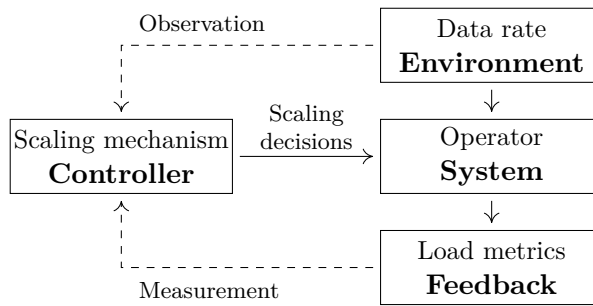 Observation
Data rate
Environment
Scaling mechanism
Controller
Scaling
decisions
Operator
System
Load metrics
Feedback
Measurement